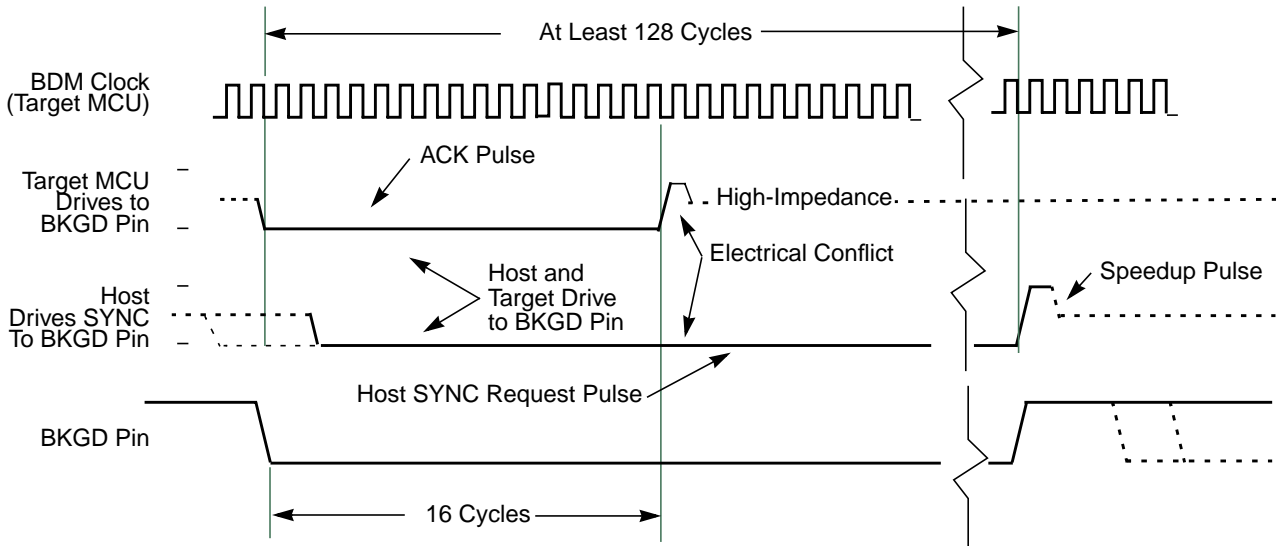 At Least 128 Cycles
BDM Clock
(Target MCU)
ACK Pulse
Target MCU
Drives to
BKGD Pin
High-Impedance
Electrical Conflict
Host and
Target Drive
to BKGD Pin
Speedup Pulse
Host
Drives SYNC
To BKGD Pin
Host SYNC Request Pulse
BKGD Pin
16 Cycles